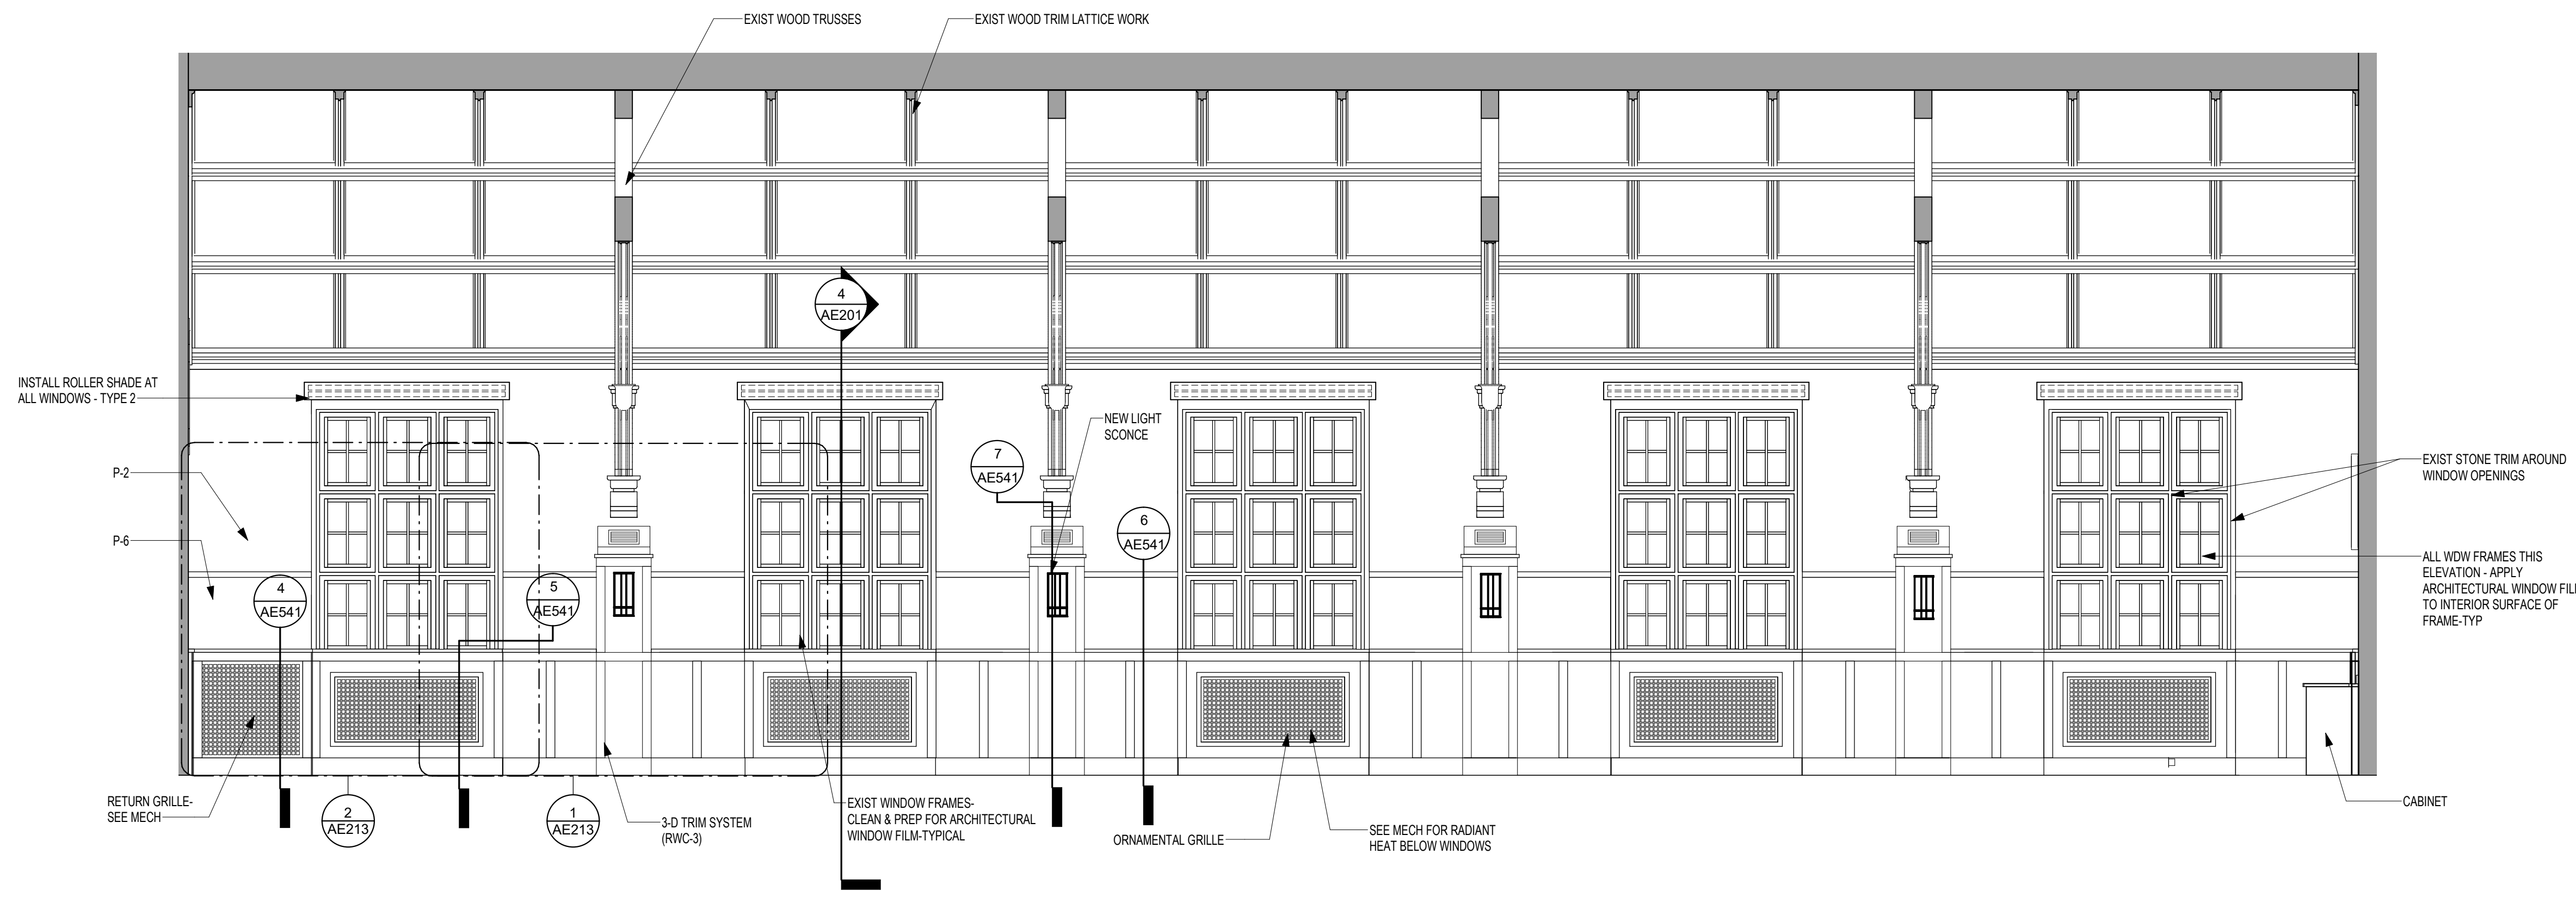 EXIST WOOD TRUSSES
EXIST WOOD TRIM LATTICE WORK
4
AE201
INSTALL ROLLER SHADE AT
ALL WINDOWS - TYPE 2
NEW LIGHT
SCONCE
7
AE541
P-2
EXIST STONE TRIM AROUND
WINDOW OPENINGS
6
AE541
P-6
ALL WDW FRAMES THIS
ELEVATION - APPLY
ARCHITECTURAL WINDOW FIL
TO INTERIOR SURFACE OF
FRAME-TYP
4
AE541
5
AE541
RETURN GRILLE-
SEE MECH
2
AE213
1
AE213
3-D TRIM SYSTEM
(RWC-3)
EXIST WINDOW FRAMES-
CLEAN & PREP FOR ARCHITECTURAL
WINDOW FILM-TYPICAL
ORNAMENTAL GRILLE
SEE MECH FOR RADIANT
HEAT BELOW WINDOWS
CABINET